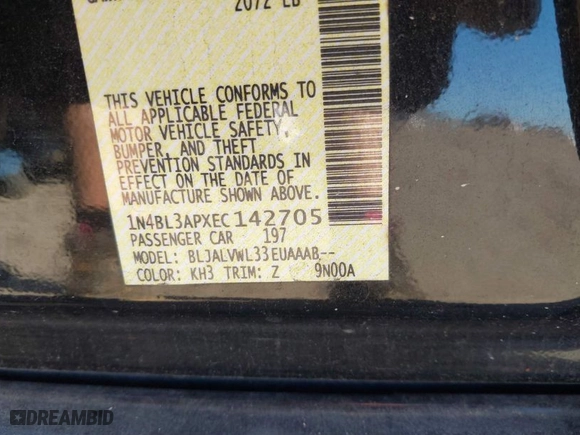 2072 LB
THIS VEHICLE CONFORMS TO
ALL APPLICABLE FEDERAL
MOTOR VEHICLE SAFETY,
BUMPER, AND THEFT
PREVENTION STANDARDS IN
EFFECT ON THE DATE OF
MANUFACTURE SHOWN ABOVE.
1N4BL3APXEC142705
PASSENGER CAR 197
MODEL: BLJALVWL33EUAAAB--
COLOR: KH3 TRIM: Z 9N00A
DREAMBID